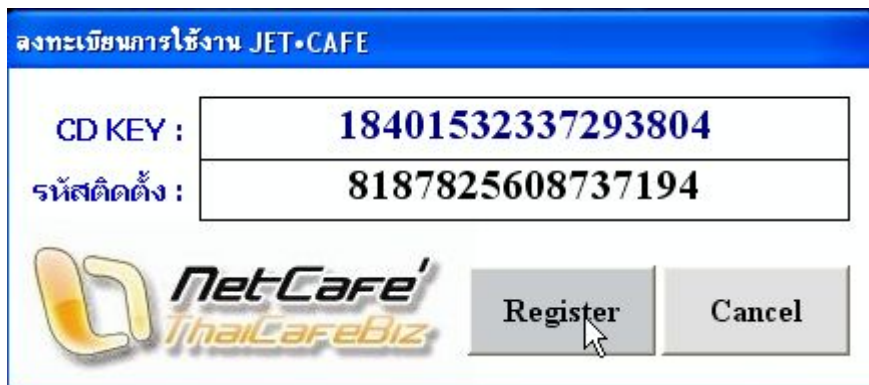 ลงทะเบียนการใช้งาน JET•CAFE
CD KEY : 18401532337293804
รหัสติดตั้ง : 8187825608737194
NetCafe'
ThaiCafeBiz
Register Cancel